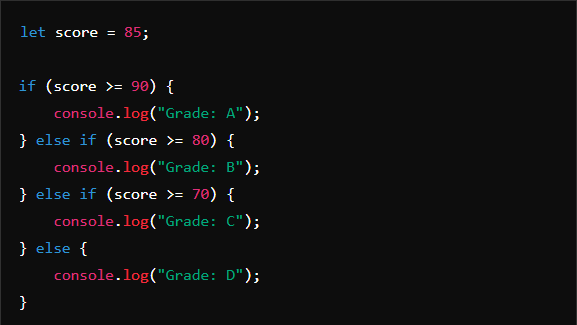 let score = 85;
if (score >= 90) {
    console.log("Grade: A");
} else if (score >= 80) {
    console.log("Grade: B");
} else if (score >= 70) {
    console.log("Grade: C");
} else {
    console.log("Grade: D");
}